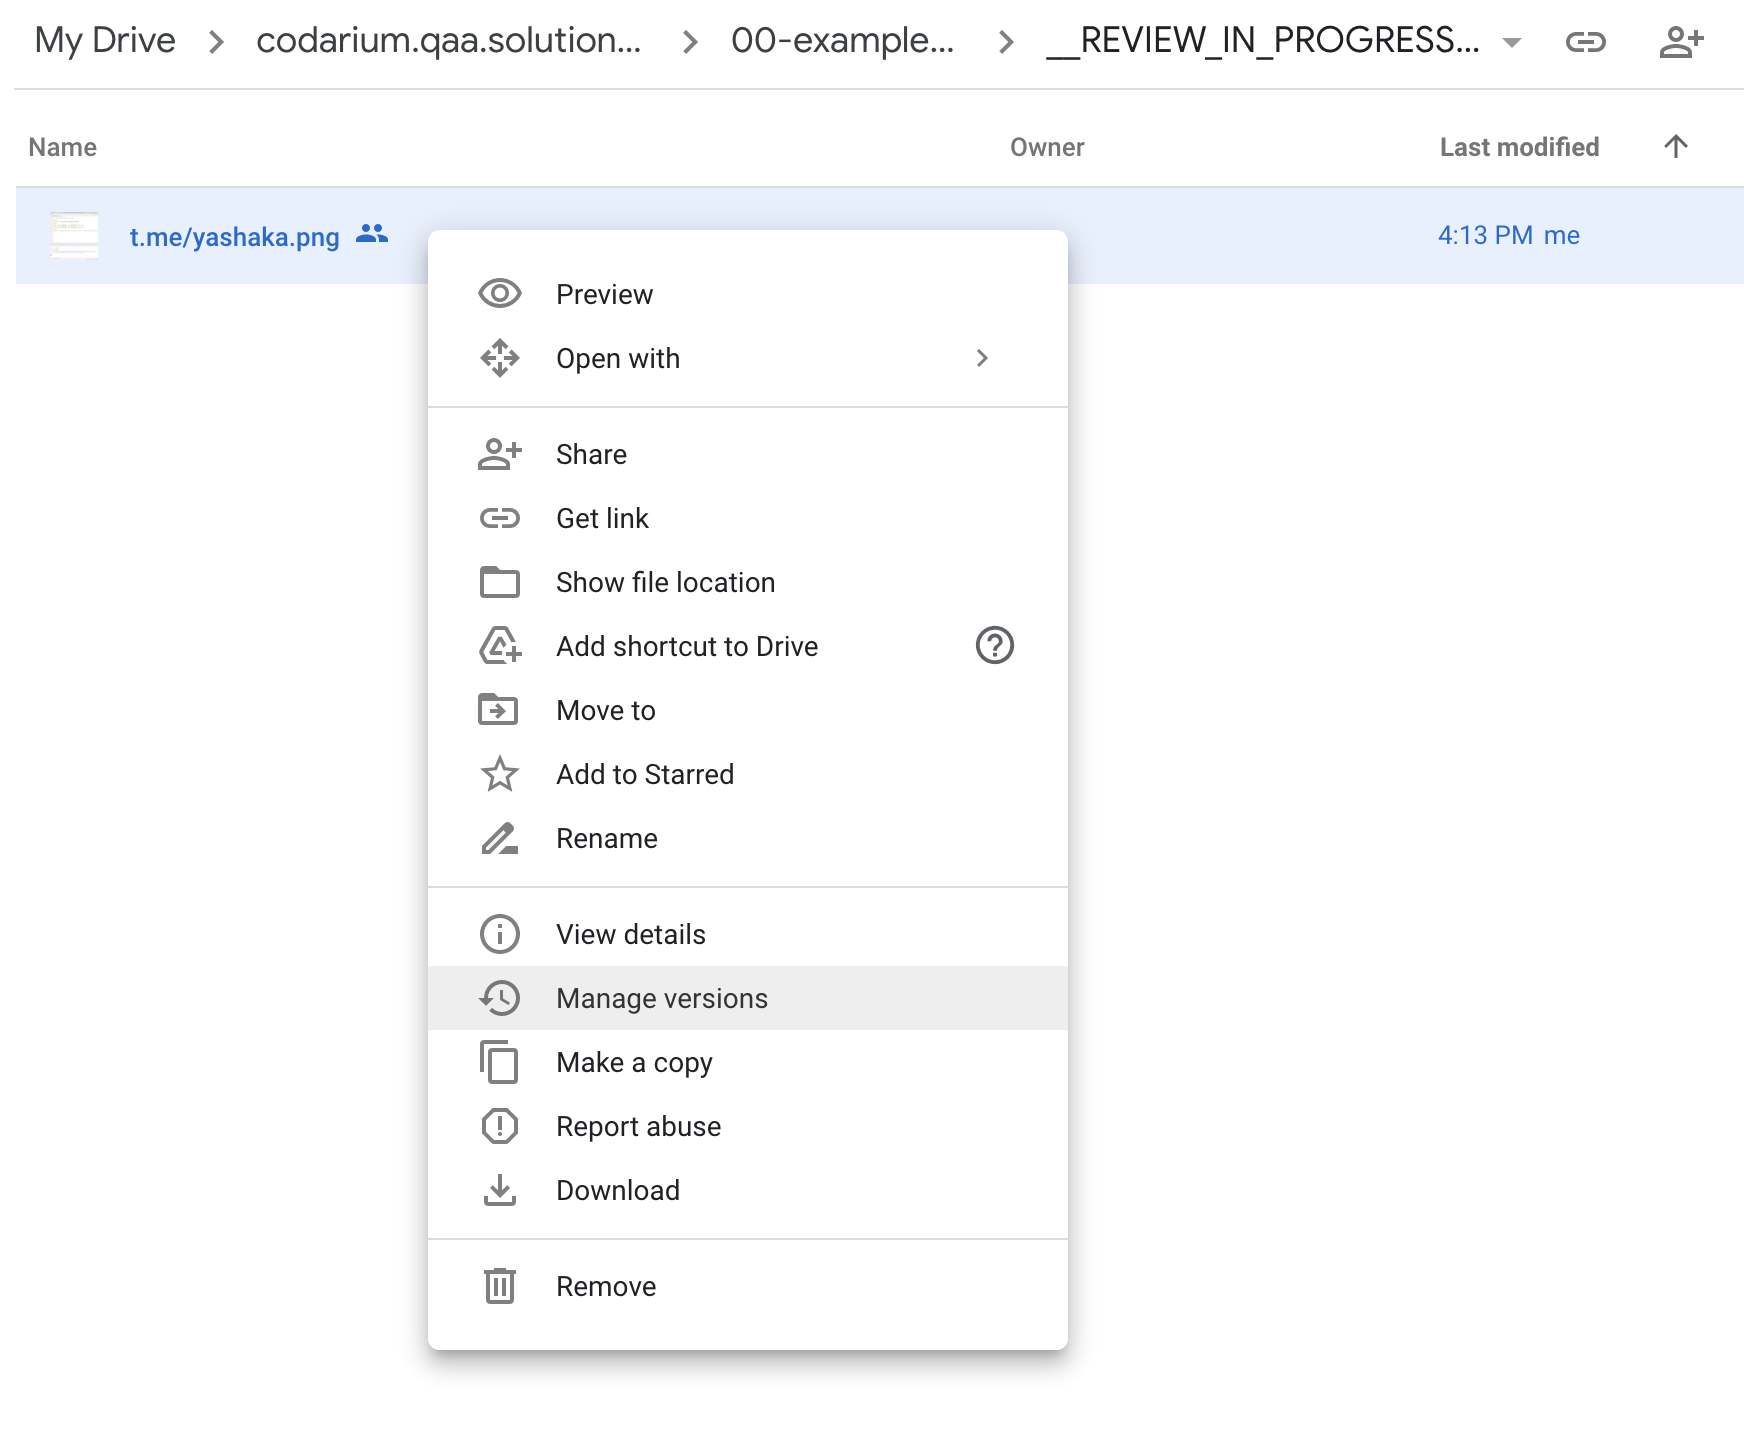 My Drive > codarium.qaa.solution... > 00-example... > __REVIEW_IN_PROGRESS...
Name Owner Last modified
t.me/yashaka.png 4:13 PM me
Preview
Open with
Share
Get link
Show file location
Add shortcut to Drive
Move to
Add to Starred
Rename
View details
Manage versions
Make a copy
Report abuse
Download
Remove